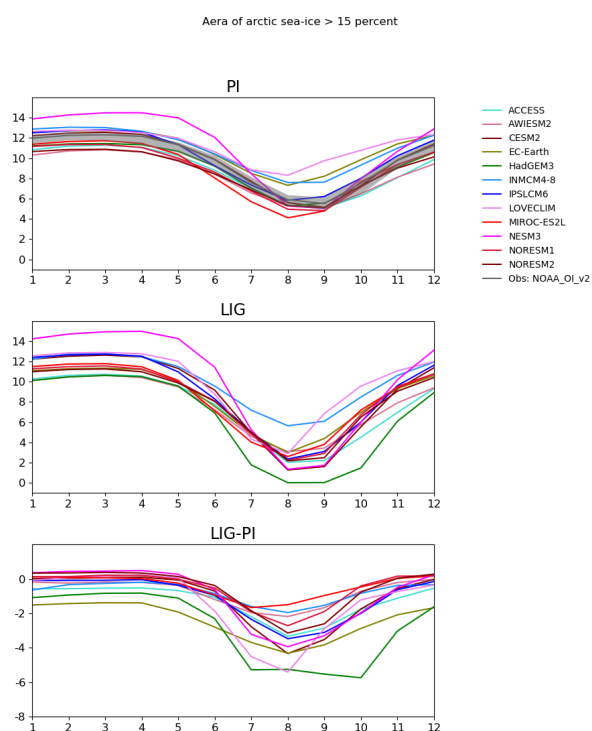 Aera of arctic sea-ice > 15 percent
PI
14
12
10
8
6
4
2
0
1 2 3 4 5 6 7 8 9 10 11 12
ACCESS
AWIESM2
CESM2
EC-Earth
HadGEM3
INMCM4-8
IPSLCM6
LOVECLIM
MIROC-ES2L
NESM3
NORESM1
NORESM2
Obs: NOAA_OI_v2
LIG
14
12
10
8
6
4
2
0
1 2 3 4 5 6 7 8 9 10 11 12
LIG-PI
0
-2
-4
-6
-8
1 2 3 4 5 6 7 8 9 10 11 12